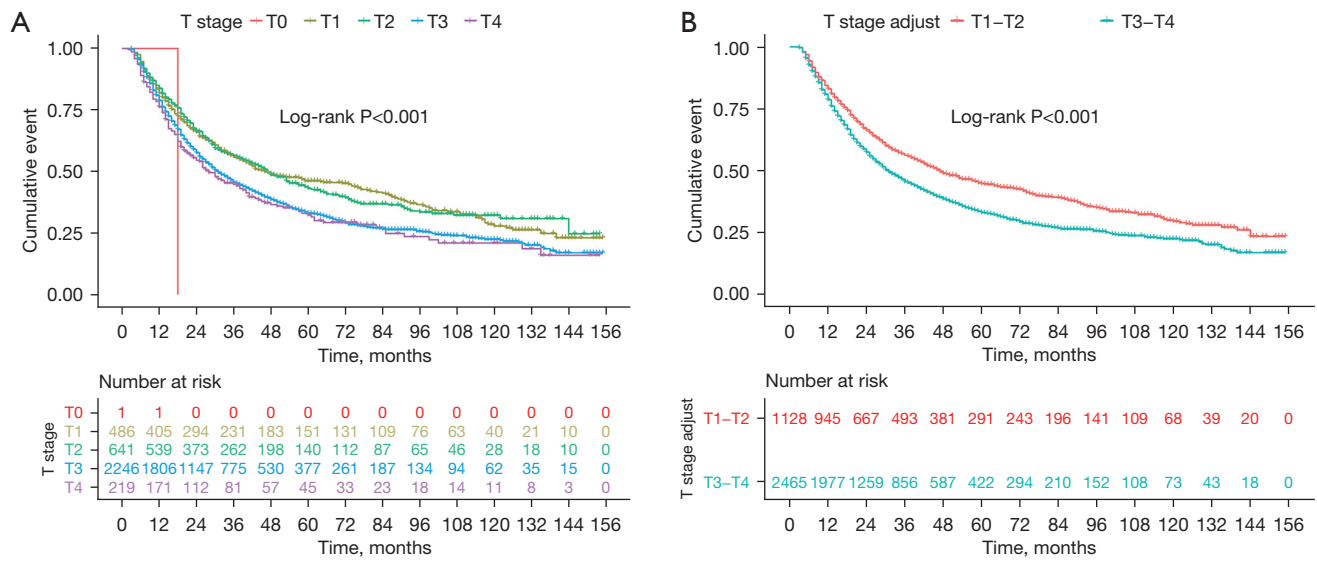 A
T stage T0 T1 T2 T3 T4
1.00
0.75
0.50
0.25
0.00
Cumulative event
Log-rank P<0.001
0 12 24 36 48 60 72 84 96 108 120 132 144 156
Time, months
Number at risk
T stage
T0 1 1 0 0 0 0 0 0 0 0 0 0 0 0
T1 486 405 294 231 183 151 131 109 76 63 40 21 10 0
T2 641 539 373 262 198 140 112 87 65 46 28 18 10 0
T3 2246 1806 1147 775 530 377 261 187 134 94 62 35 15 0
T4 219 171 112 81 57 45 33 23 18 14 11 8 3 0
0 12 24 36 48 60 72 84 96 108 120 132 144 156
Time, months
B
T stage adjust T1–T2 T3–T4
1.00
0.75
0.50
0.25
0.00
Cumulative event
Log-rank P<0.001
0 12 24 36 48 60 72 84 96 108 120 132 144 156
Time, months
Number at risk
T stage adjust
T1–T2 1128 945 667 493 381 291 243 196 141 109 68 39 20 0
T3–T4 2465 1977 1259 856 587 422 294 210 152 108 73 43 18 0
0 12 24 36 48 60 72 84 96 108 120 132 144 156
Time, months